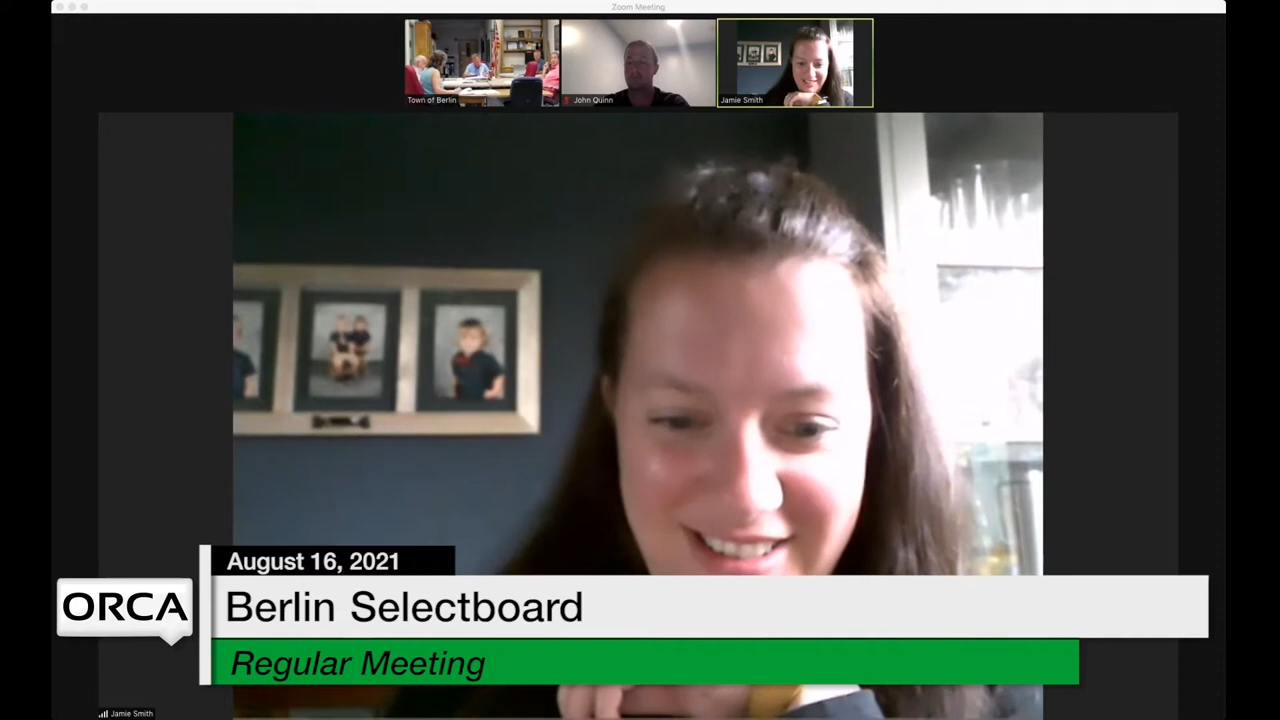 Zoom Meeting
Town of Berlin
John Quinn
Jamie Smith
August 16, 2021
ORCA
Berlin Selectboard
Regular Meeting
Jamie Smith